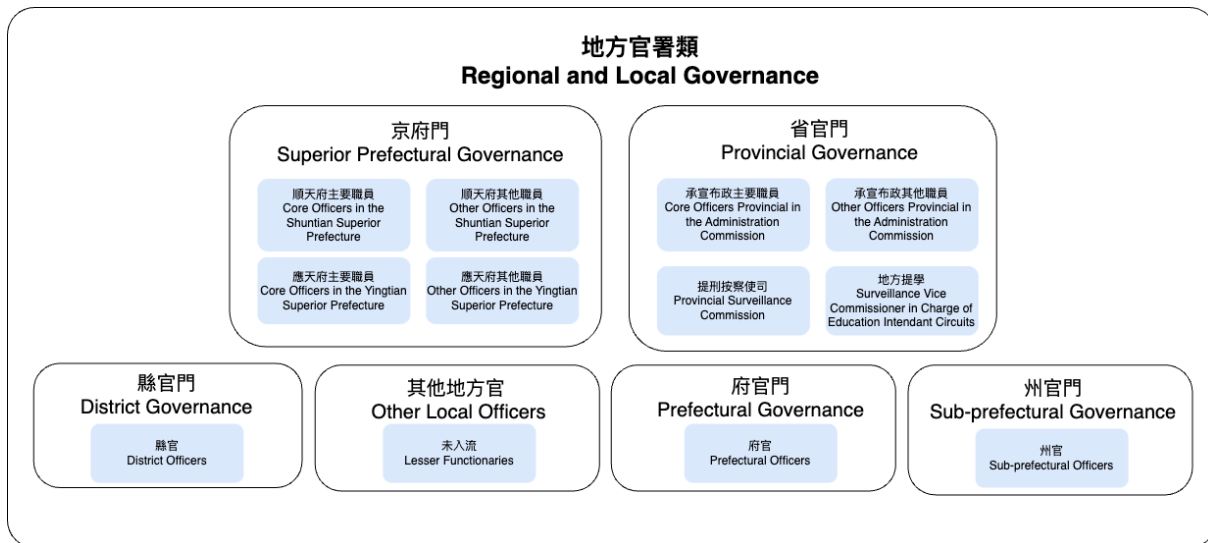 地方官署類
Regional and Local Governance
京府門
Superior Prefectural Governance
順天府主要職員
Core Officers in the
Shuntian Superior
Prefecture
順天府其他職員
Other Officers in the
Shuntian Superior
Prefecture
應天府主要職員
Core Officers in the Yingtian
Superior Prefecture
應天府其他職員
Other Officers in the Yingtian
Superior Prefecture
省官門
Provincial Governance
承宣布政主要職員
Core Officers Provincial in
the Administration
Commission
承宣布政其他職員
Other Officers Provincial in
the Administration
Commission
提刑按察使司
Provincial Surveillance
Commission
地方提學
Surveillance Vice
Commissioner in Charge of
Education Intendant Circuits
縣官門
District Governance
縣官
District Officers
其他地方官
Other Local Officers
未入流
Lesser Functionaries
府官門
Prefectural Governance
府官
Prefectural Officers
州官門
Sub-prefectural Governance
州官
Sub-prefectural Officers